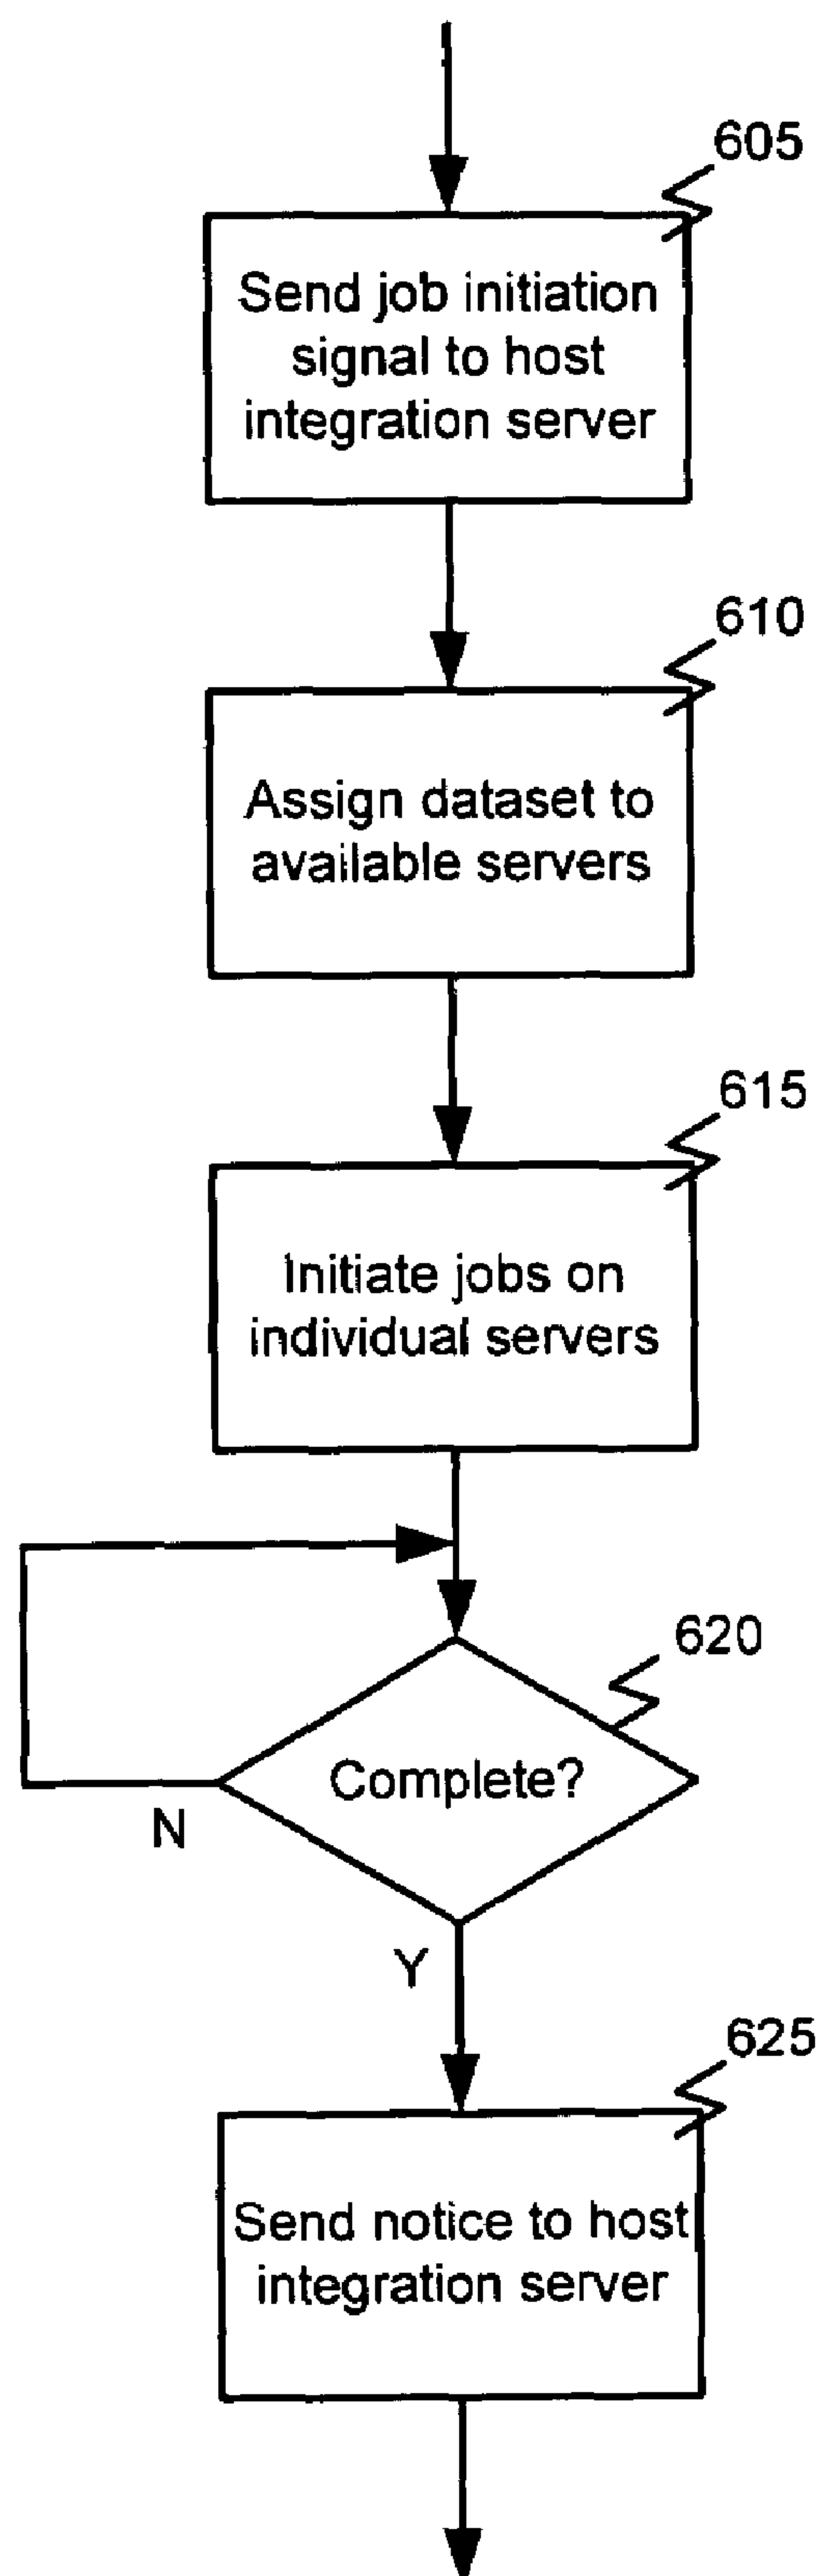 605
Send job initiation
signal to host
integration server
610
Assign dataset to
available servers
615
Initiate jobs on
individual servers
620
Complete?
N
Y
625
Send notice to host
integration server